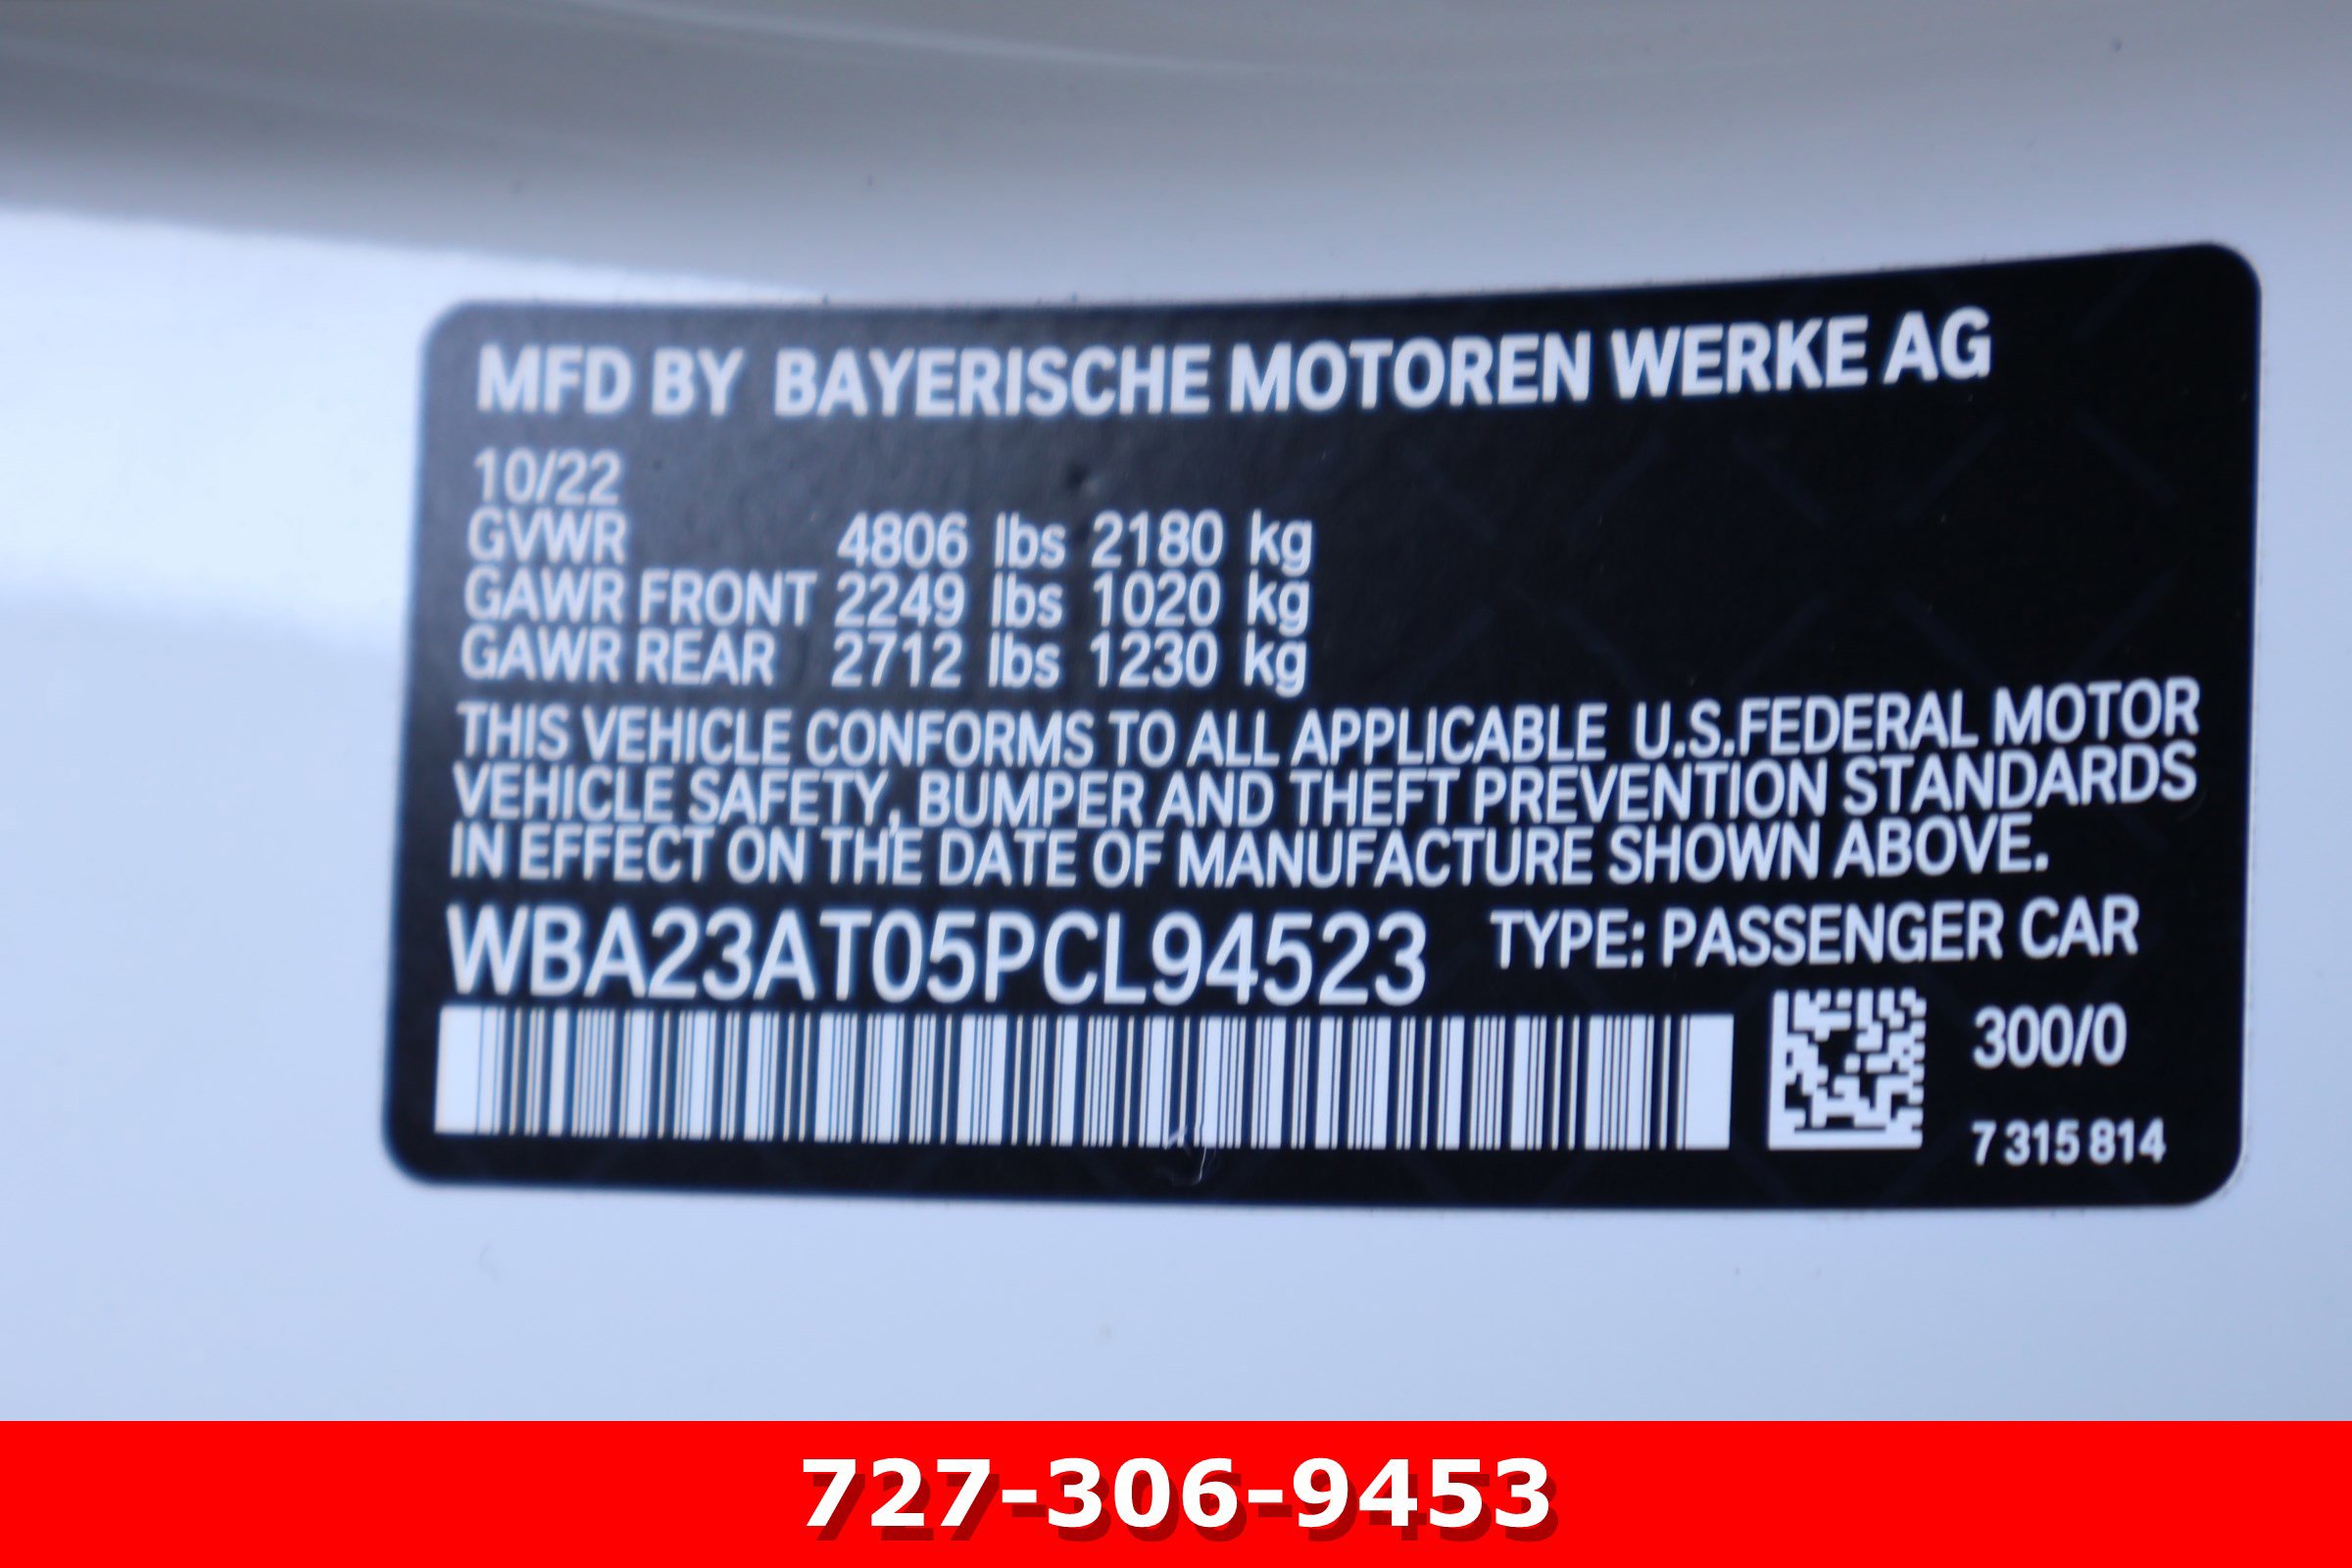 MFD BY BAYERISCHE MOTOREN WERKE AG
10/22
GVWR 4806 lbs 2180 kg
GAWR FRONT 2249 lbs 1020 kg
GAWR REAR 2712 lbs 1230 kg
THIS VEHICLE CONFORMS TO ALL APPLICABLE U.S.FEDERAL MOTOR
VEHICLE SAFETY, BUMPER AND THEFT PREVENTION STANDARDS
IN EFFECT ON THE DATE OF MANUFACTURE SHOWN ABOVE.
WBA23AT05PCL94523 TYPE: PASSENGER CAR
300/0
7 315 814
727-306-9453